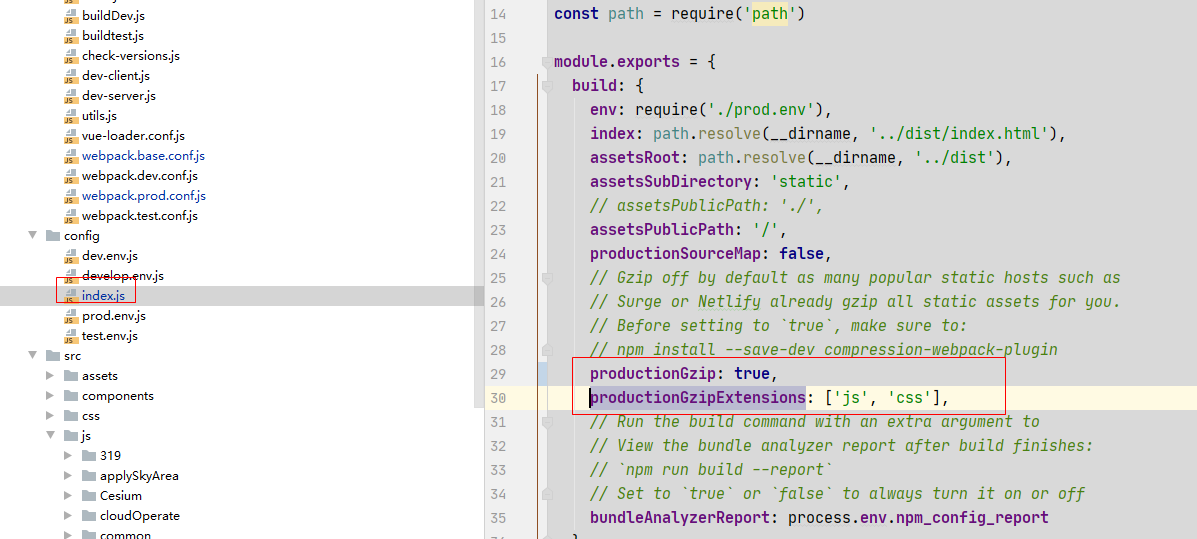 buildDev.js
buildtest.js
check-versions.js
dev-client.js
dev-server.js
utils.js
vue-loader.conf.js
webpack.base.conf.js
webpack.dev.conf.js
webpack.prod.conf.js
webpack.test.conf.js
config
dev.env.js
develop.env.js
index.js
prod.env.js
test.env.js
src
assets
components
css
js
319
applySkyArea
Cesium
cloudOperate
common
14 const path = require('path')
15
16 module.exports = {
17 build: {
18 env: require('./prod.env'),
19 index: path.resolve(__dirname, '../dist/index.html'),
20 assetsRoot: path.resolve(__dirname, '../dist'),
21 assetsSubDirectory: 'static',
22 // assetsPublicPath: './',
23 assetsPublicPath: '/',
24 productionSourceMap: false,
25 // Gzip off by default as many popular static hosts such as
26 // Surge or Netlify already gzip all static assets for you.
27 // Before setting to `true`, make sure to:
28 // npm install --save-dev compression-webpack-plugin
29 productionGzip: true,
30 productionGzipExtensions: ['js', 'css'],
31 // Run the build command with an extra argument to
32 // View the bundle analyzer report after build finishes:
33 // `npm run build --report`
34 // Set to `true` or `false` to always turn it on or off
35 bundleAnalyzerReport: process.env.npm_config_report